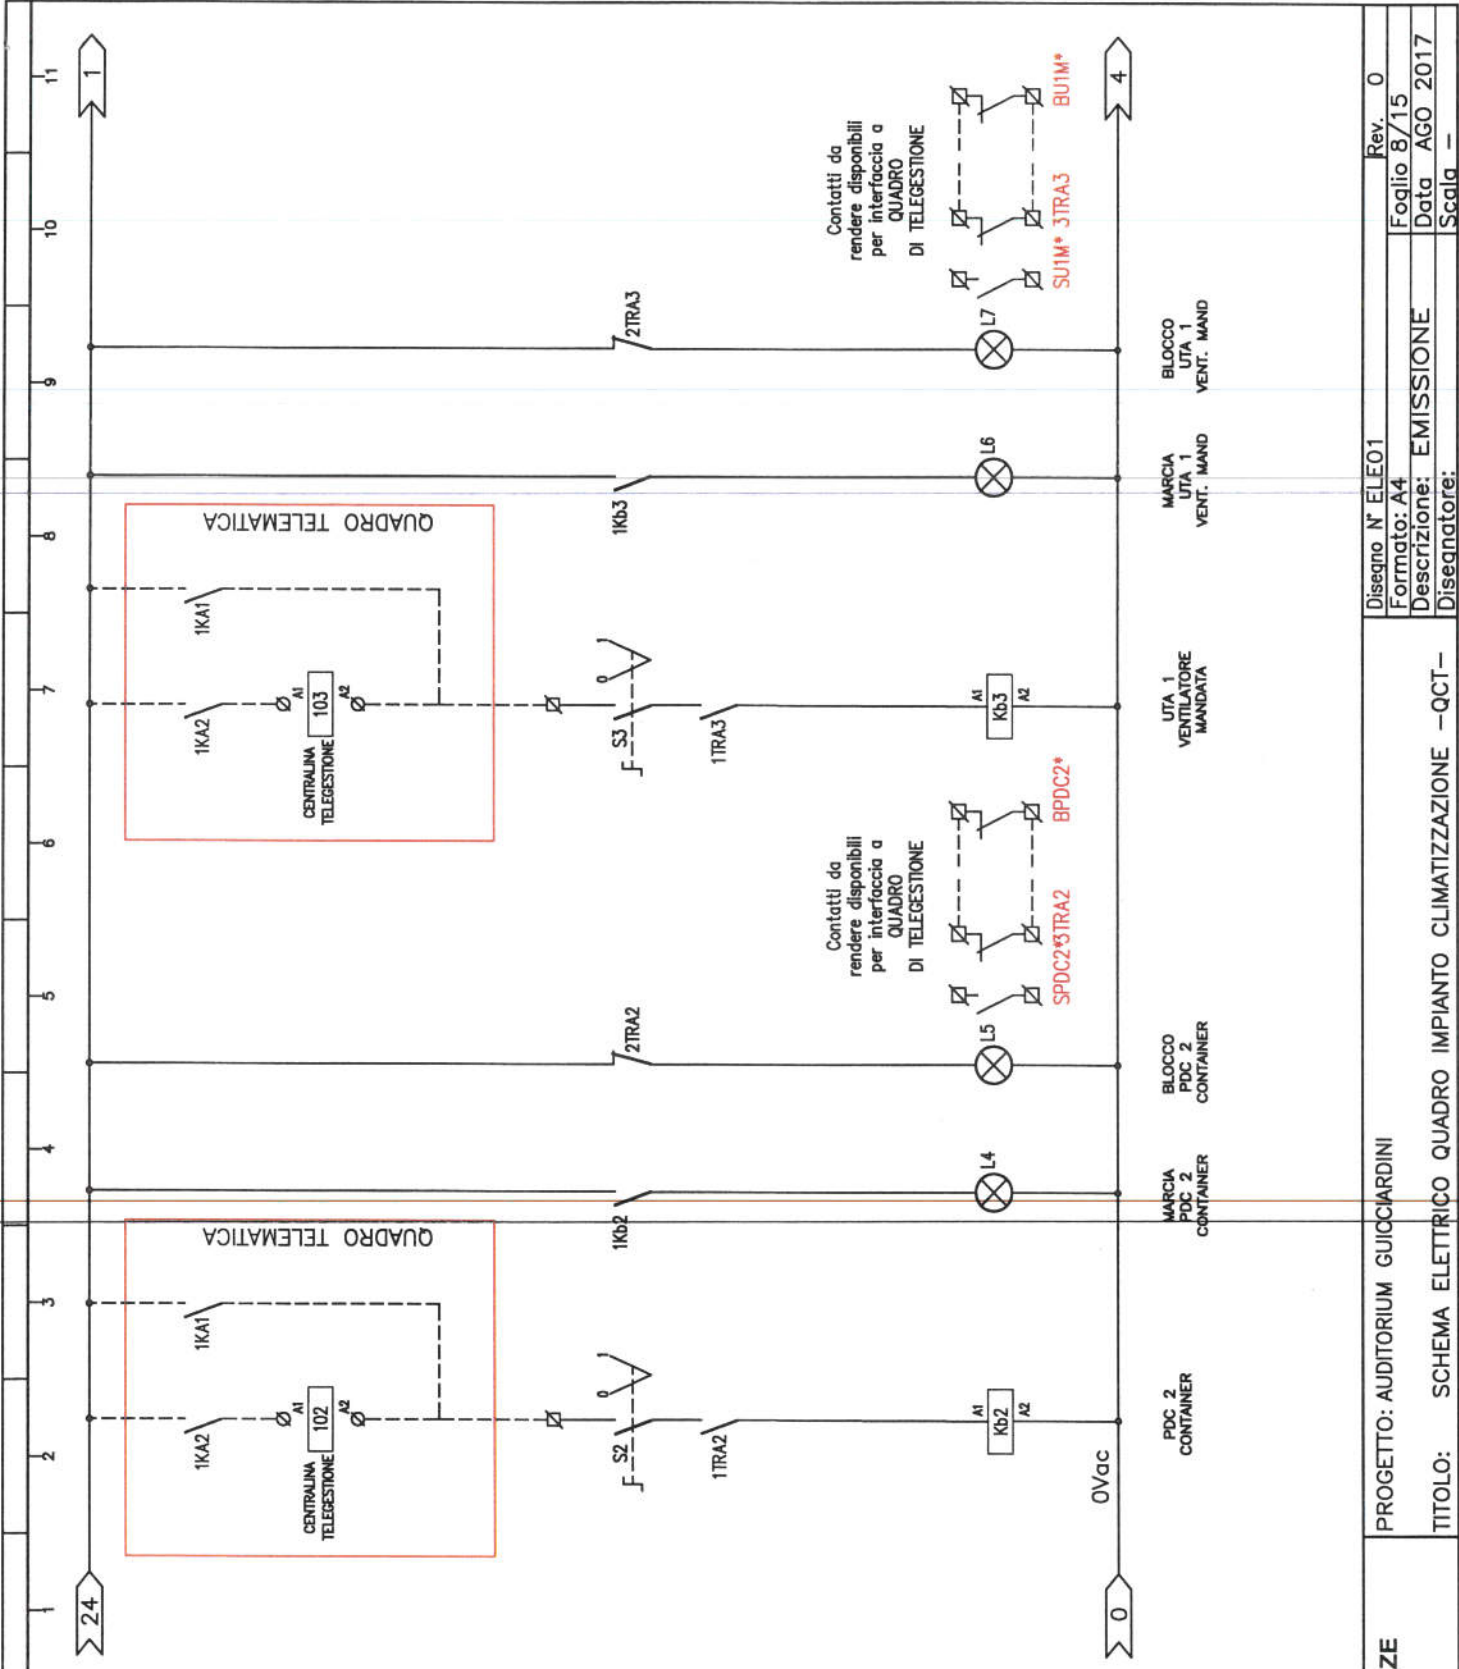 1
2
3
4
5
6
7
8
9
10
11
24
1
QUADRO TELEMATICA
1KA2
1KA1
A1
102
A2
CENTRALINA
TELEGESTIONE
QUADRO TELEMATICA
1KA2
1KA1
A1
103
A2
CENTRALINA
TELEGESTIONE
S2
0
1
1TRA2
1Kb2
2TRA2
S3
0
1
1TRA3
1Kb3
2TRA3
Contatti da
rendere disponibili
per interfaccia a
QUADRO
DI TELEGESTIONE
Contatti da
rendere disponibili
per interfaccia a
QUADRO
DI TELEGESTIONE
A1
Kb2
A2
L4
L5
SPDC2*3TRA2
BPDC2*
A1
Kb3
A2
L6
L7
SU1M* 3TRA3
BU1M*
0Vac
0
4
PDC 2
CONTAINER
MARCIA
PDC 2
CONTAINER
BLOCCO
PDC 2
CONTAINER
UTA 1
VENTILATORE
MANDATA
MARCIA
UTA 1
VENT. MAND
BLOCCO
UTA 1
VENT. MAND
ZE
PROGETTO: AUDITORIUM GUICCIARDINI
TITOLO: SCHEMA ELETTRICO QUADRO IMPIANTO CLIMATIZZAZIONE -QCT-
Disegno N° ELE01
Rev. 0
Formato: A4
Foglio 8/15
Descrizione: EMISSIONE
Data AGO 2017
Disegnatore:
Scala -